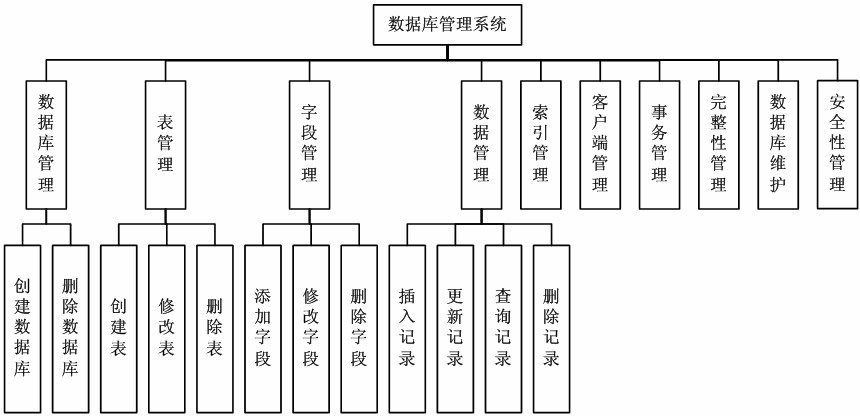 数据库管理系统
数据库管理
表管理
字段管理
数据管理
索引管理
客户端管理
事务管理
完整性管理
数据库维护
安全性管理
创建数据库
删除数据库
创建表
修改表
删除表
添加字段
修改字段
删除字段
插入记录
更新记录
查询记录
删除记录